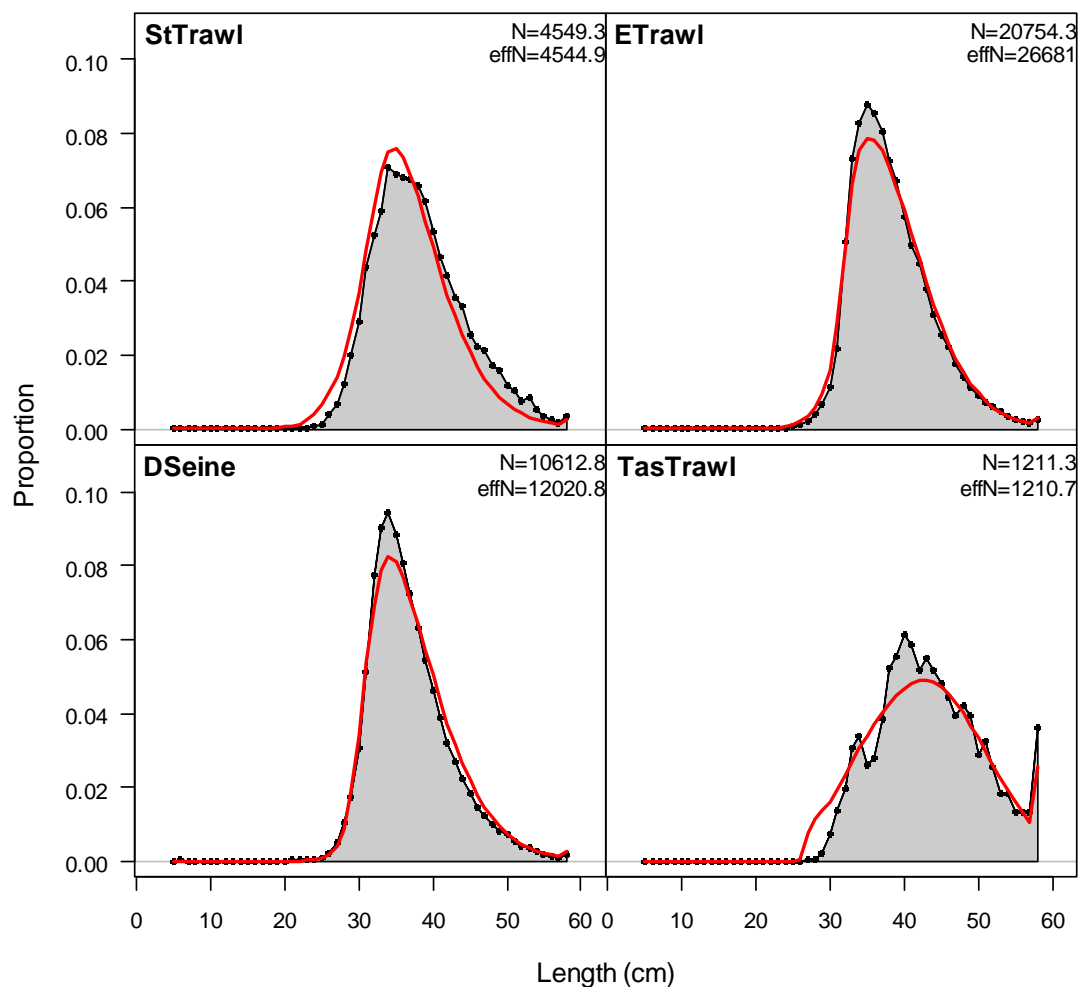 StTrawl
N=4549.3
effN=4544.9
ETrawl
N=20754.3
effN=26681
0.10
0.08
0.06
0.04
0.02
0.00
DSeine
N=10612.8
effN=12020.8
TasTrawl
N=1211.3
effN=1210.7
0.10
0.08
0.06
0.04
0.02
0.00
Proportion
0 10 20 30 40 50 60
0 10 20 30 40 50 60
Length (cm)